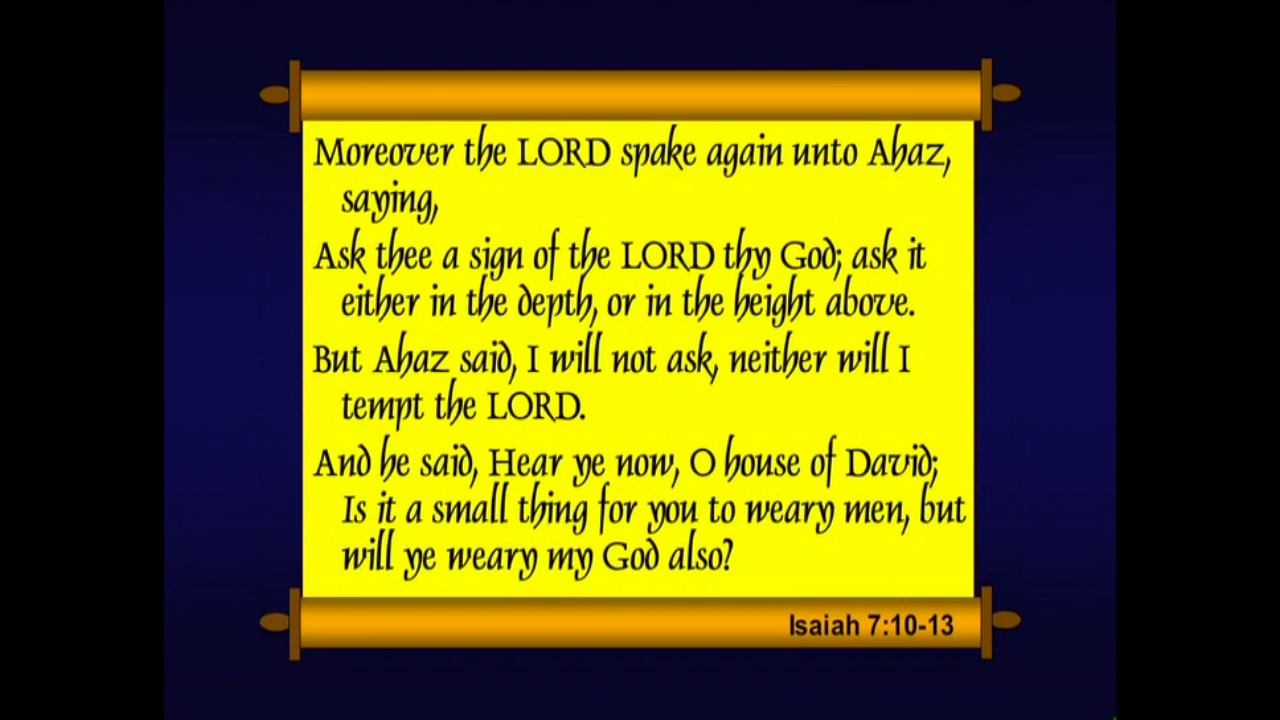 Moreover the LORD spake again unto Ahaz,
saying,
Ask thee a sign of the LORD thy God; ask it
either in the depth, or in the height above.
But Ahaz said, I will not ask, neither will I
tempt the LORD.
And he said, Hear ye now, O house of David;
Is it a small thing for you to weary men, but
will ye weary my God also?
Isaiah 7:10-13